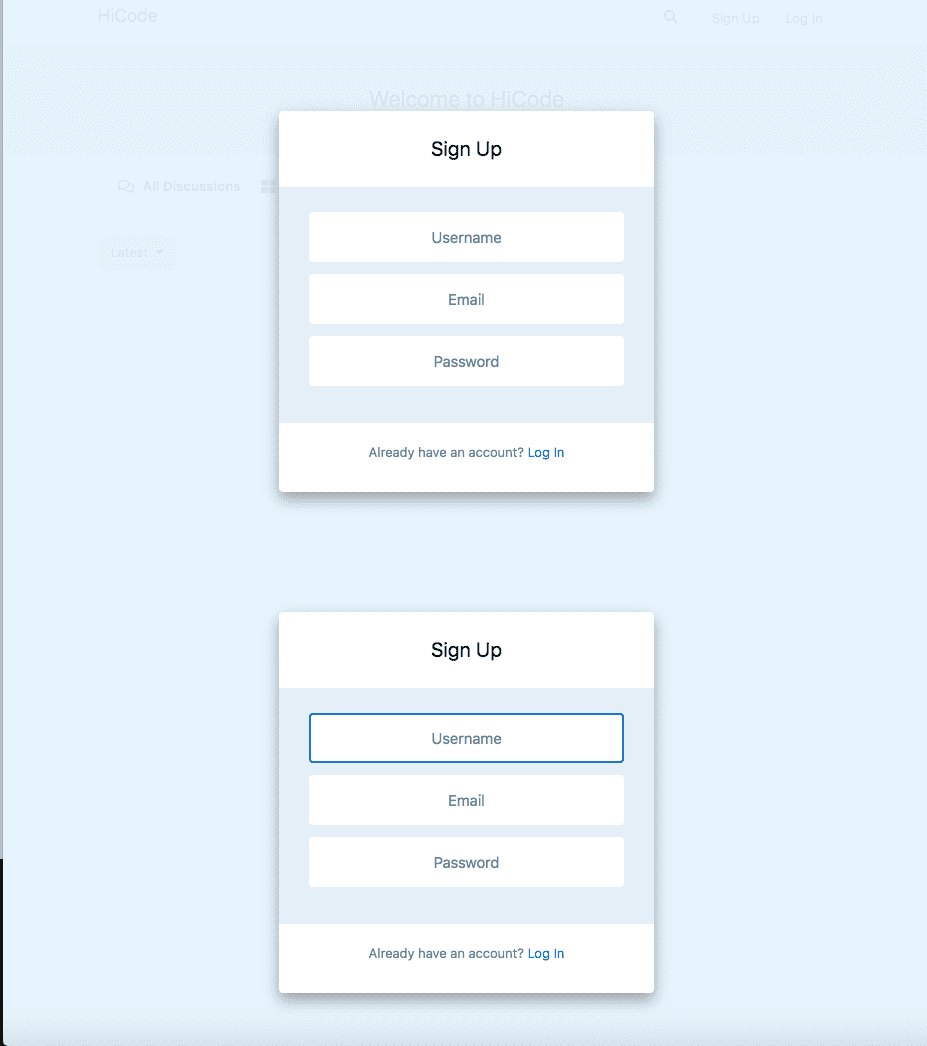 HiCode
Sign Up Log In
Welcome to HiCode
Sign Up
All Discussions
Username
Latest
Email
Password
Already have an account? Log In
Sign Up
Username
Email
Password
Already have an account? Log In